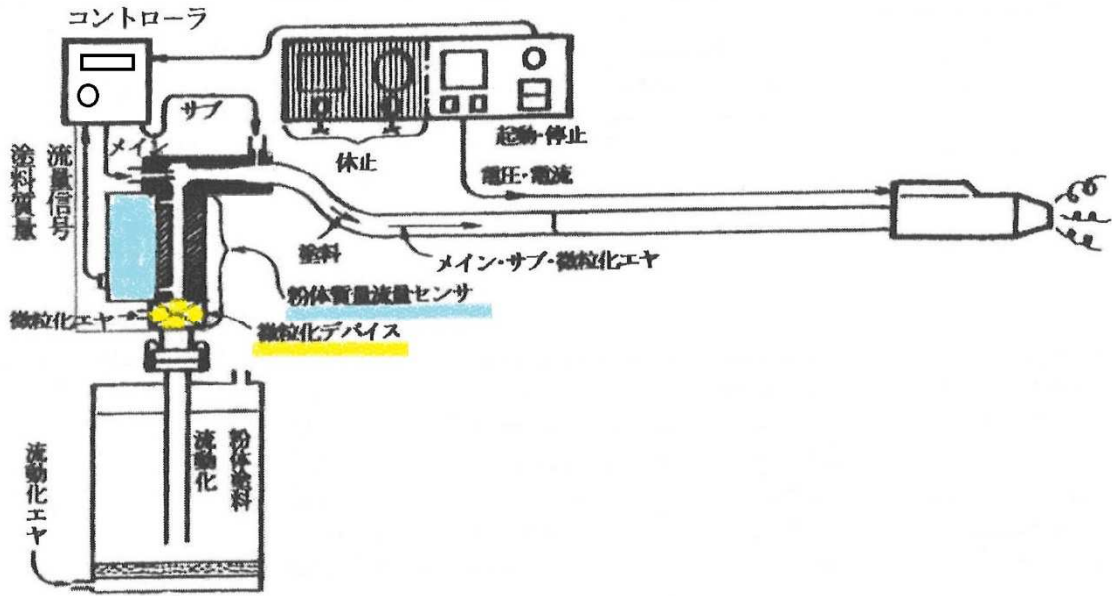 コントローラ
サブ
メイン
起動・停止
休止
電圧・電流
塗料質量
流量信号
塗料
メイン・サブ・微粒化エヤ
粉体質量流量センサ
微粒化エヤ
微粒化デバイス
粉体塗料
流動化
流動化エヤ